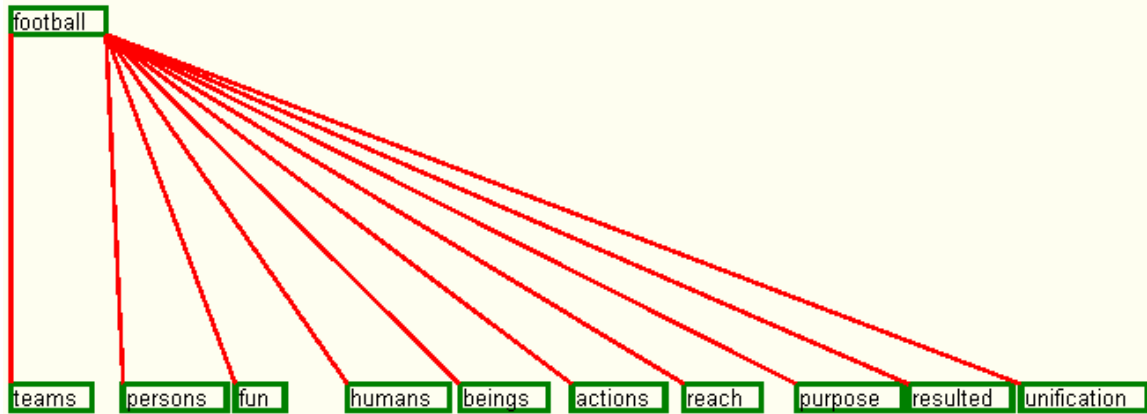 football
teams persons fun humans beings actions reach purpose resulted unification